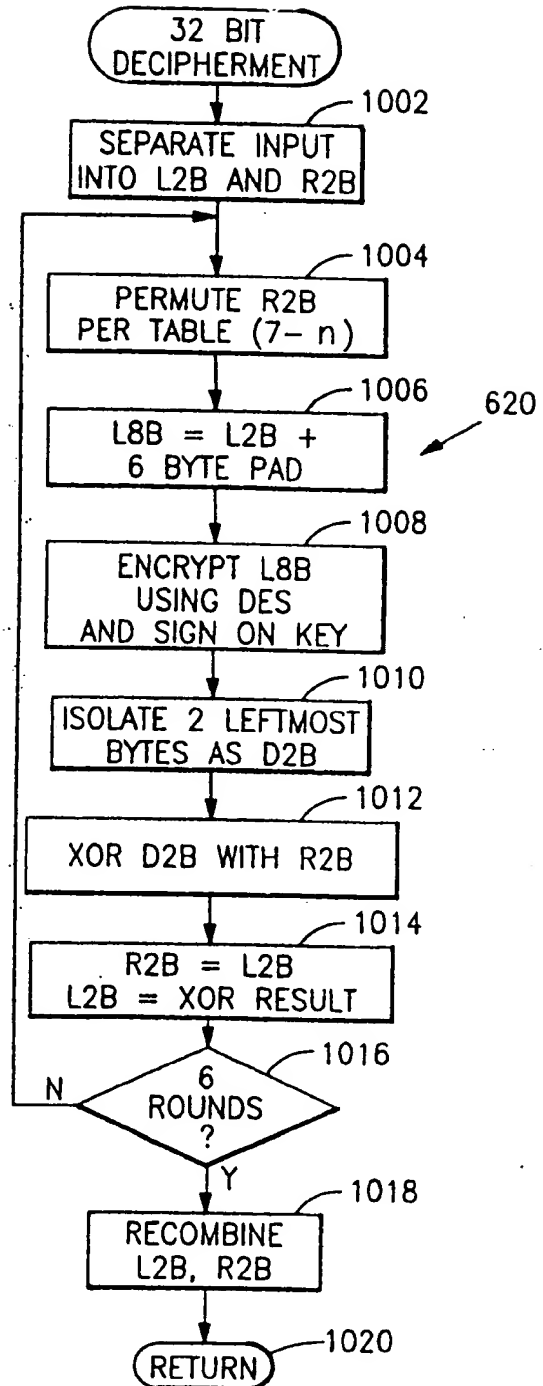 32 BIT
DECIPHERMENT
1002
SEPARATE INPUT
INTO L2B AND R2B
1004
PERMUTE R2B
PER TABLE (7-n)
1006
620
L8B = L2B +
6 BYTE PAD
1008
ENCRYPT L8B
USING DES
AND SIGN ON KEY
1010
ISOLATE 2 LEFTMOST
BYTES AS D2B
1012
XOR D2B WITH R2B
1014
R2B = L2B
L2B = XOR RESULT
1016
N
6
ROUNDS
?
Y
1018
RECOMBINE
L2B, R2B
1020
RETURN